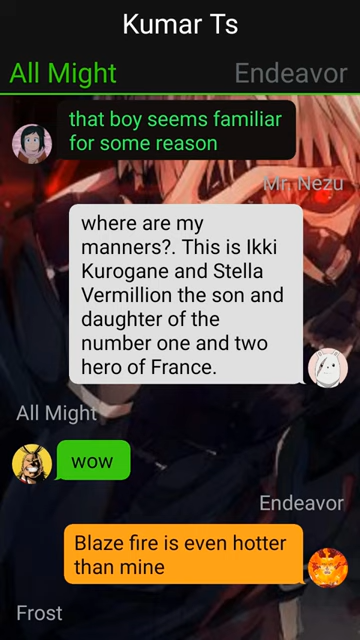 Kumar Ts
All Might Endeavor
that boy seems familiar
for some reason
Mr. Nezu
where are my
manners?. This is Ikki
Kurogane and Stella
Vermillion the son and
daughter of the
number one and two
hero of France.
All Might
wow
Endeavor
Blaze fire is even hotter
than mine
Frost